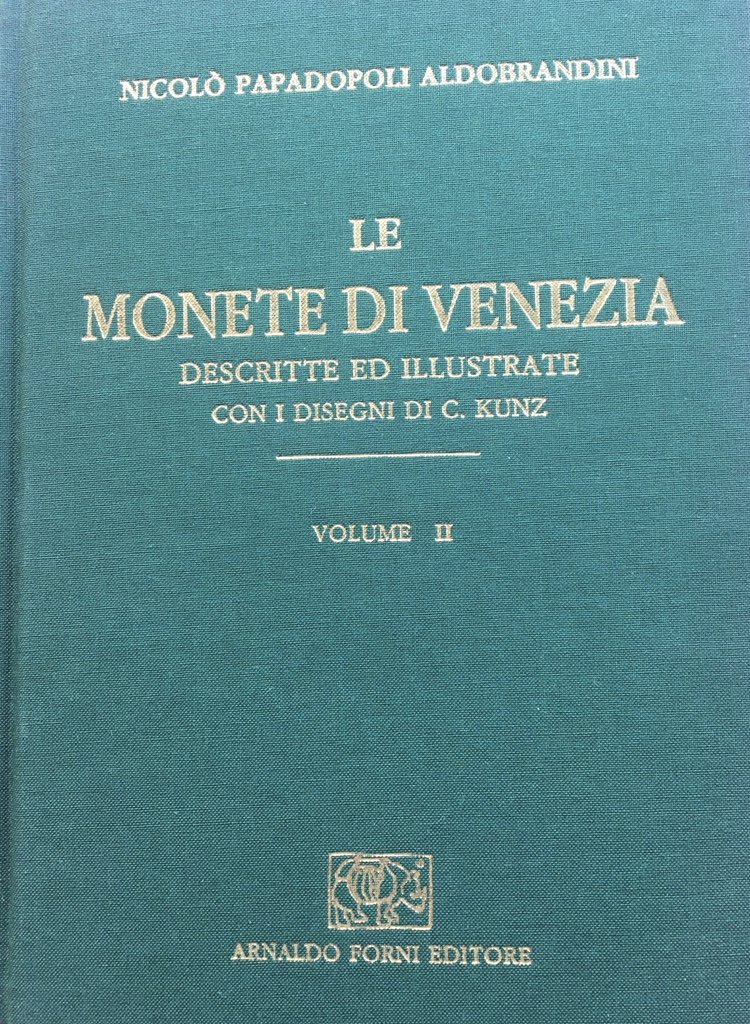 NICOLÒ PAPADOPOLI ALDOBRANDINI
LE
MONETE DI VENEZIA
DESCRITTE ED ILLUSTRATE
CON I DISEGNI DI C. KUNZ
VOLUME II
ARNALDO FORNI EDITORE